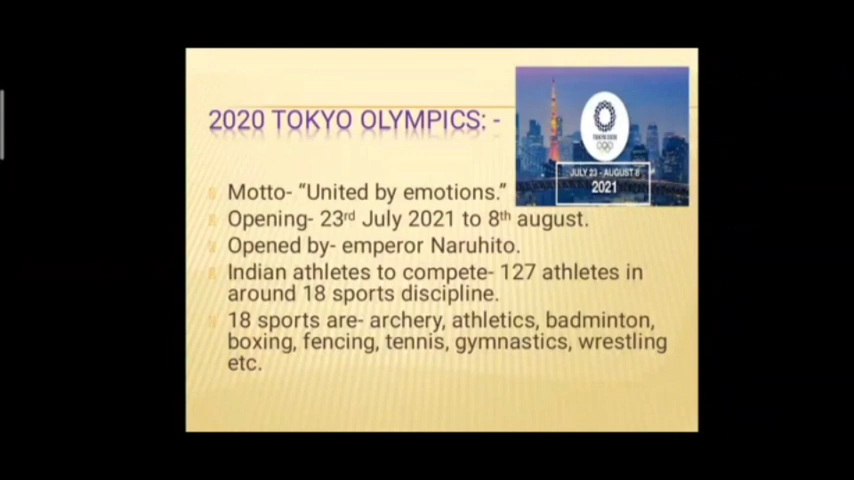 2020 TOKYO OLYMPICS: -
TOKYO 2020
JULY 23 - AUGUST 8
2021
Motto- “United by emotions.”
Opening- 23rd July 2021 to 8th august.
Opened by- emperor Naruhito.
Indian athletes to compete- 127 athletes in
around 18 sports discipline.
18 sports are- archery, athletics, badminton,
boxing, fencing, tennis, gymnastics, wrestling
etc.